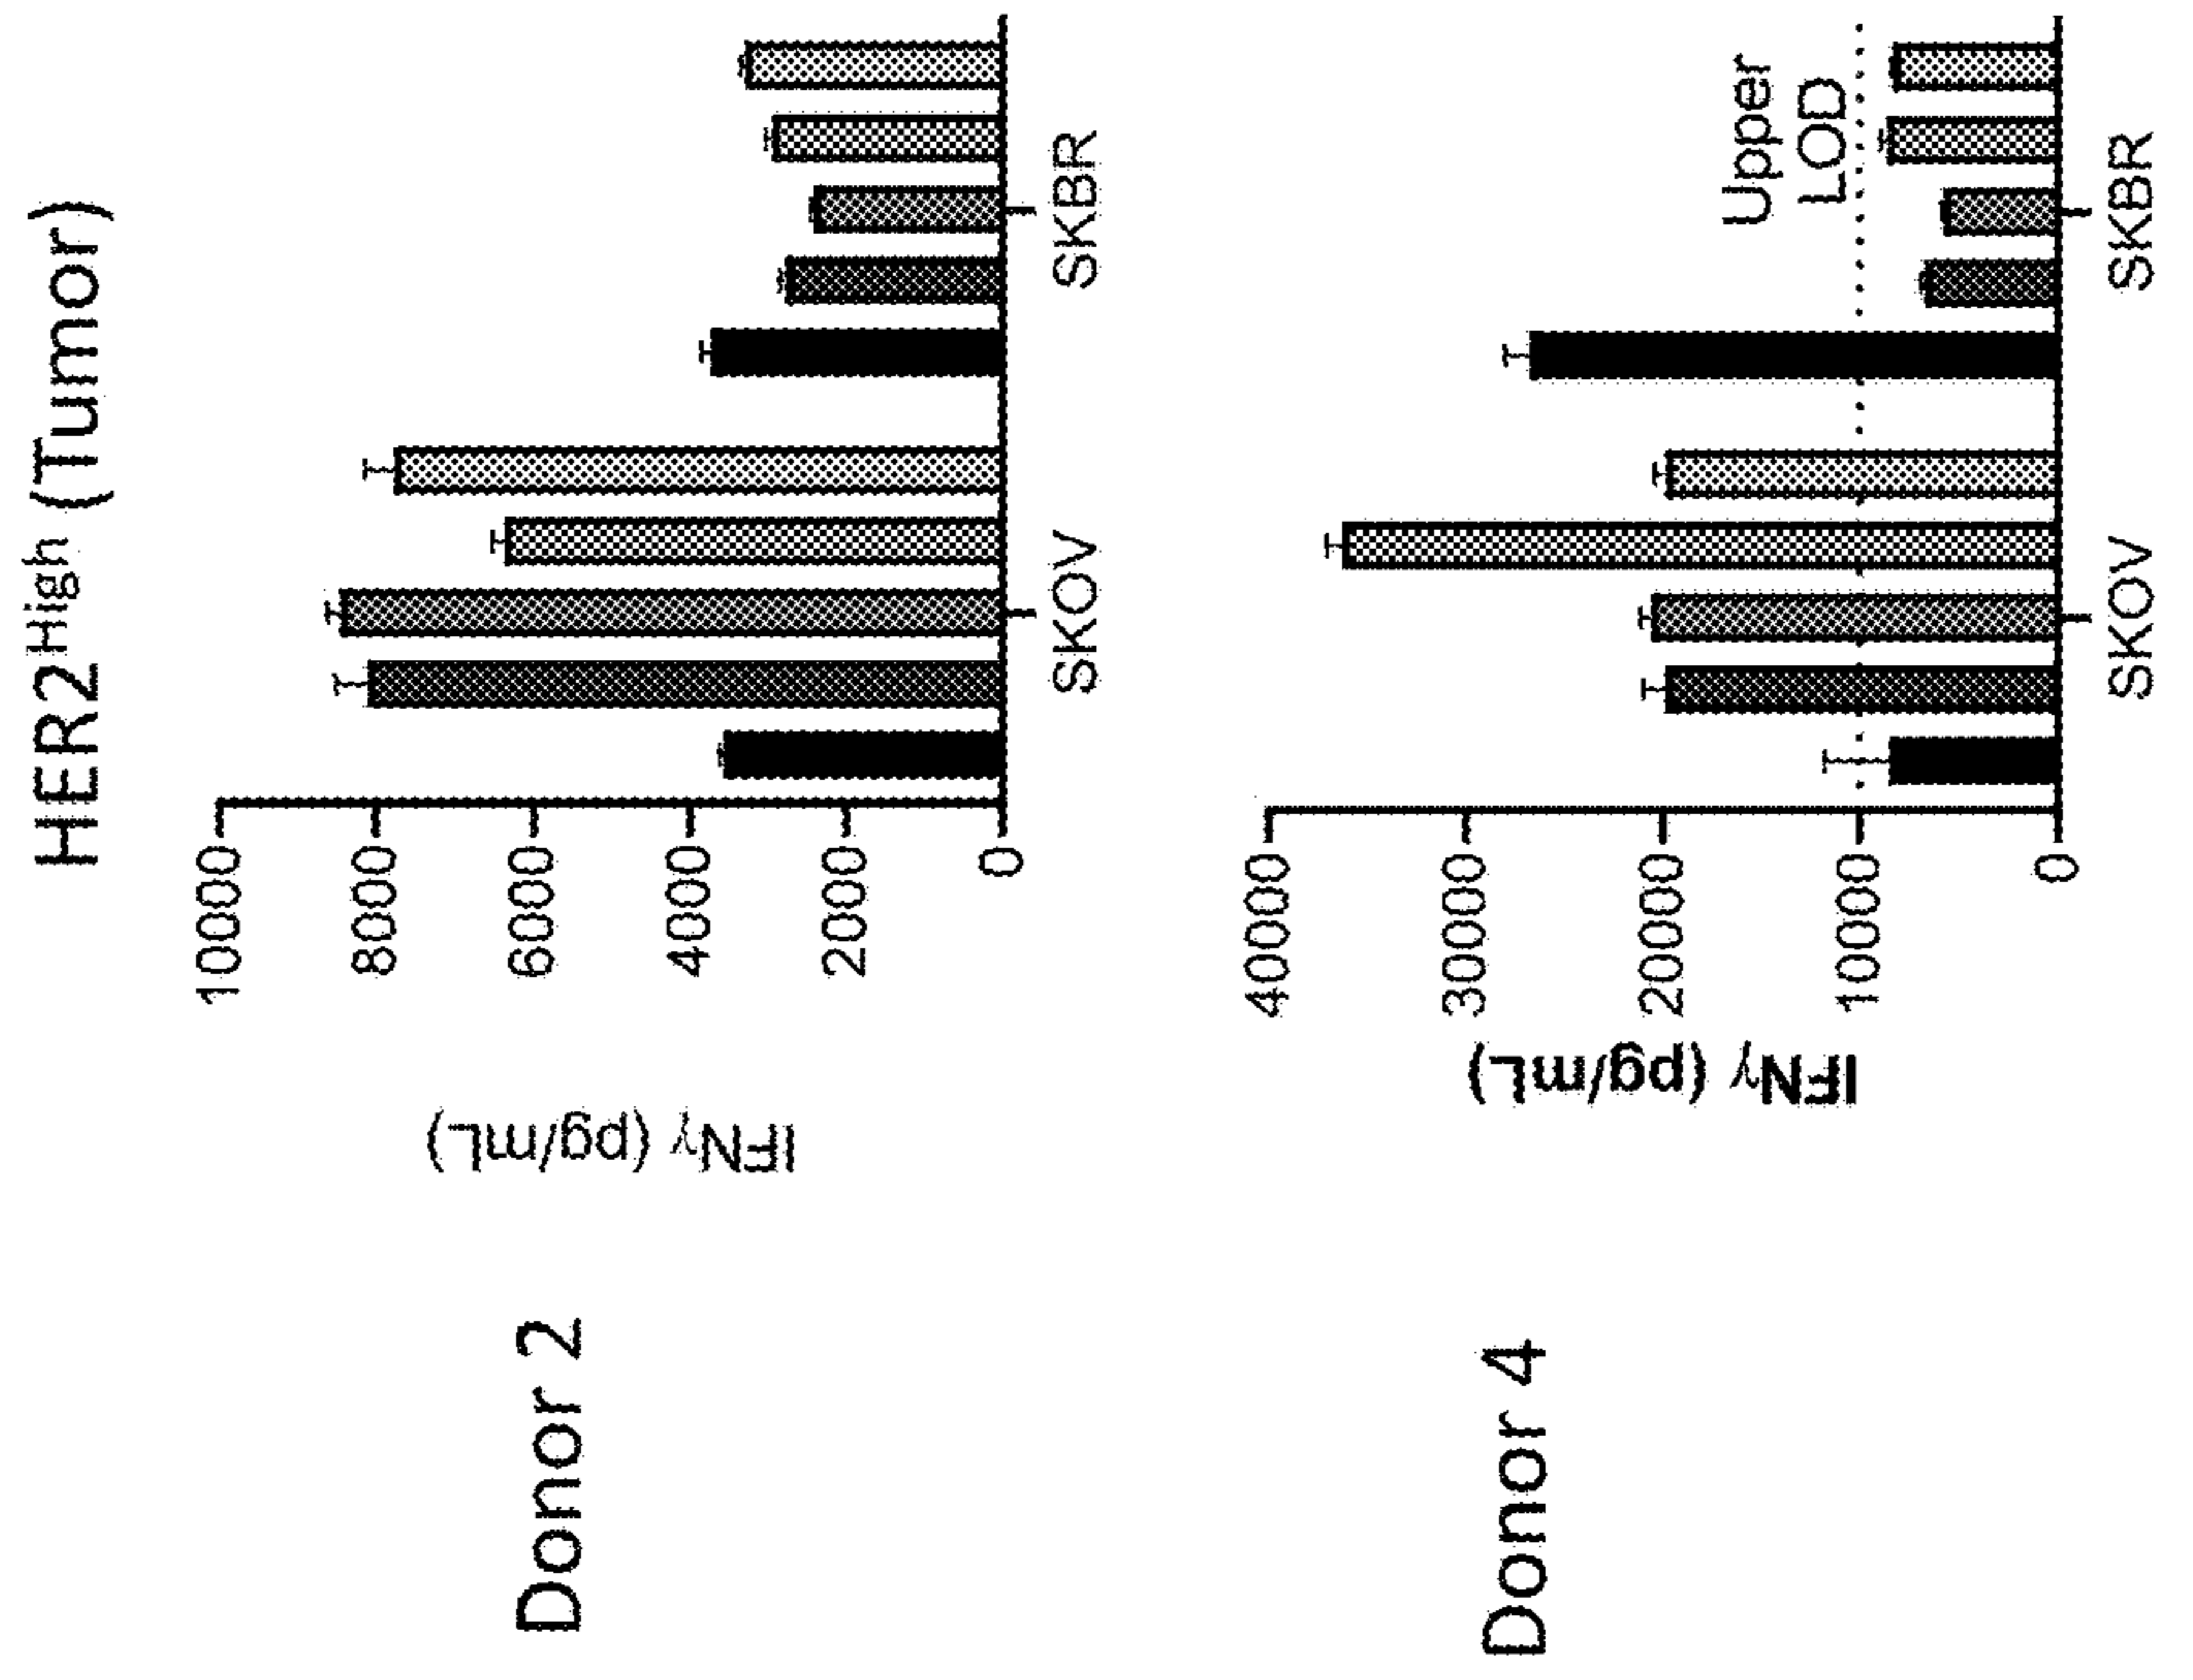 HER2High (Tumor)
Donor 2
IFNγ (pg/mL)
10000
8000
6000
4000
2000
0
SKOV
SKBR
Donor 4
IFNγ (pg/mL)
40000
30000
20000
10000
0
Upper
LOD
SKOV
SKBR